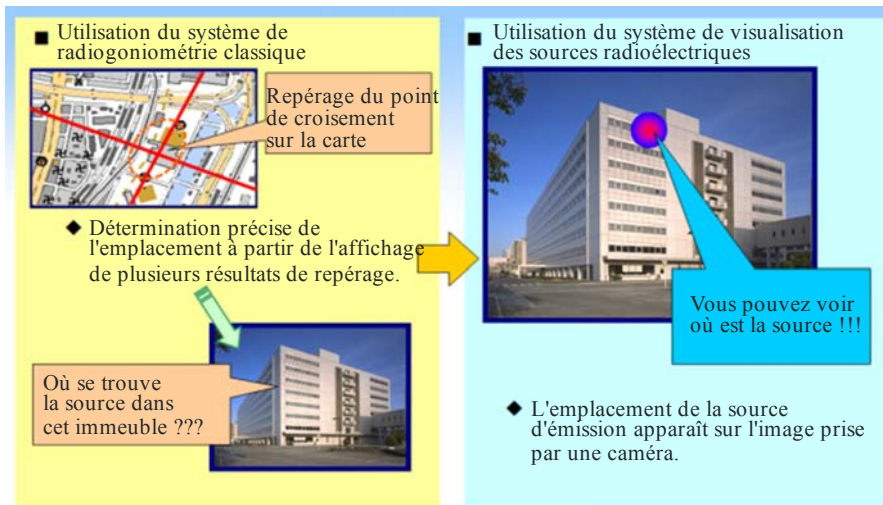 ■ Utilisation du système de
radiogoniométrie classique
Repérage du point
de croisement
sur la carte
◆ Détermination précise de
l'emplacement à partir de l'affichage
de plusieurs résultats de repérage.
Où se trouve
la source dans
cet immeuble ???
■ Utilisation du système de visualisation
des sources radioélectriques
Vous pouvez voir
où est la source !!!
◆ L'emplacement de la source
d'émission apparaît sur l'image prise
par une caméra.